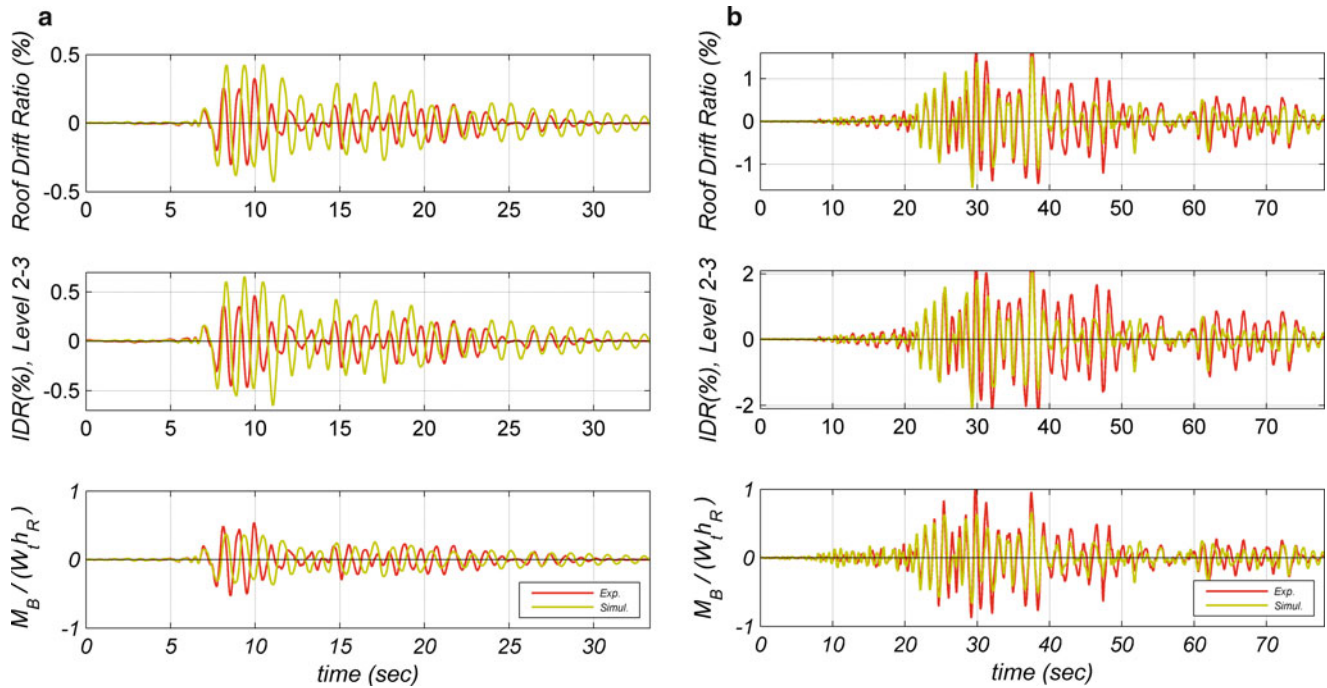 a
Roof Drift Ratio (%)
0.5
0
-0.5
0 5 10 15 20 25 30
IDR(%), Level 2-3
0.5
0
-0.5
0 5 10 15 20 25 30
M_B / (W_t h_R)
1
0
-1
Exp.
Simul.
0 5 10 15 20 25 30
time (sec)
b
Roof Drift Ratio (%)
1
0
-1
0 10 20 30 40 50 60 70
IDR(%), Level 2-3
2
0
-2
0 10 20 30 40 50 60 70
M_B / (W_t h_R)
1
0
-1
Exp.
Simul.
0 10 20 30 40 50 60 70
time (sec)